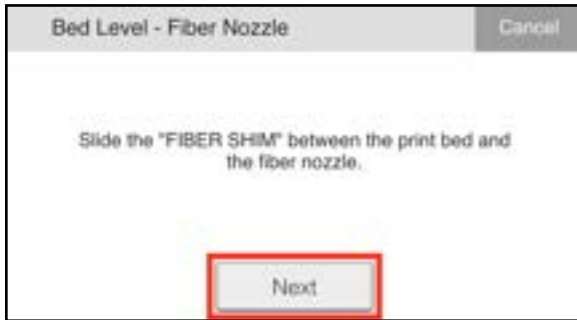 Bed Level - Fiber Nozzle
Cancel
Slide the "FIBER SHIM" between the print bed and
the fiber nozzle.
Next